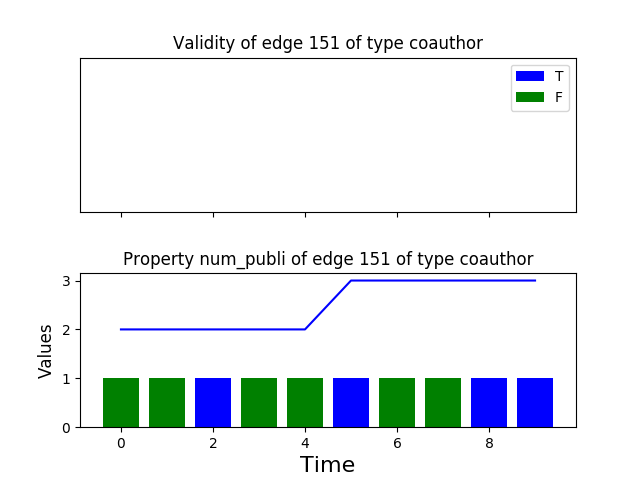 Validity of edge 151 of type coauthor
T
F
Property num_publi of edge 151 of type coauthor
3
2
1
0
Values
0 2 4 6 8
Time